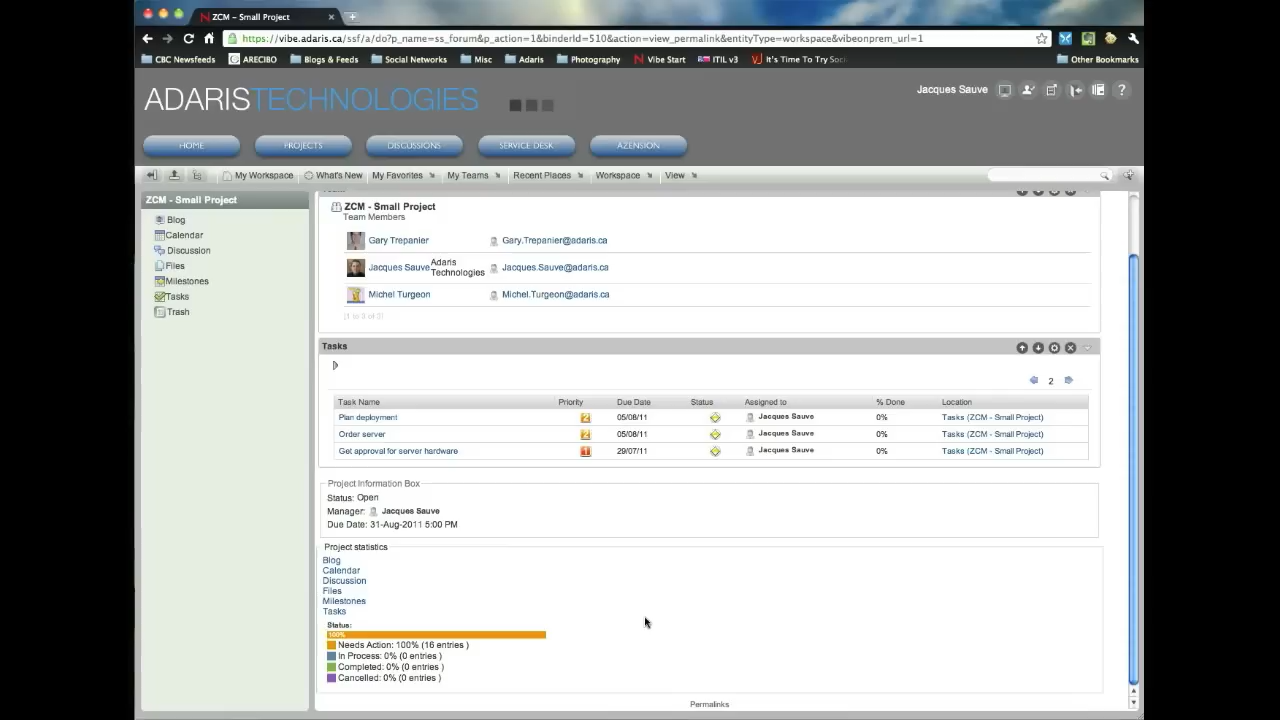 ZCM – Small Project
https://vibe.adaris.ca/ssf/a/do?p_name=ss_forum&p_action=1&binderId=510&action=view_permalink&entityType=workspace&vibeonprem_url=1
CBC Newsfeeds ARECIBO Blogs & Feeds Social Networks Misc Adaris Photography Vibe Start ITIL v3 It's Time To Try Soci Other Bookmarks
ADARISTECHNOLOGIES
Jacques Sauve
HOME PROJECTS DISCUSSIONS SERVICE DESK AZENSION
My Workspace What's New My Favorites My Teams Recent Places Workspace View
ZCM - Small Project
Blog
Calendar
Discussion
Files
Milestones
Tasks
Trash
ZCM - Small Project
Team Members
Gary Trepanier Gary.Trepanier@adaris.ca
Jacques Sauve Adaris Technologies Jacques.Sauve@adaris.ca
Michel Turgeon Michel.Turgeon@adaris.ca
Tasks
2
Task Name Priority Due Date Status Assigned to % Done Location
Plan deployment 2 05/08/11 Jacques Sauve 0% Tasks (ZCM - Small Project)
Order server 2 05/08/11 Jacques Sauve 0% Tasks (ZCM - Small Project)
Get approval for server hardware 1 29/07/11 Jacques Sauve 0% Tasks (ZCM - Small Project)
Project Information Box
Status: Open
Manager: Jacques Sauve
Due Date: 31-Aug-2011 5:00 PM
Project statistics
Blog
Calendar
Discussion
Files
Milestones
Tasks
Status:
100%
Needs Action: 100% (16 entries )
In Process: 0% (0 entries )
Completed: 0% (0 entries )
Cancelled: 0% (0 entries )
Permalinks